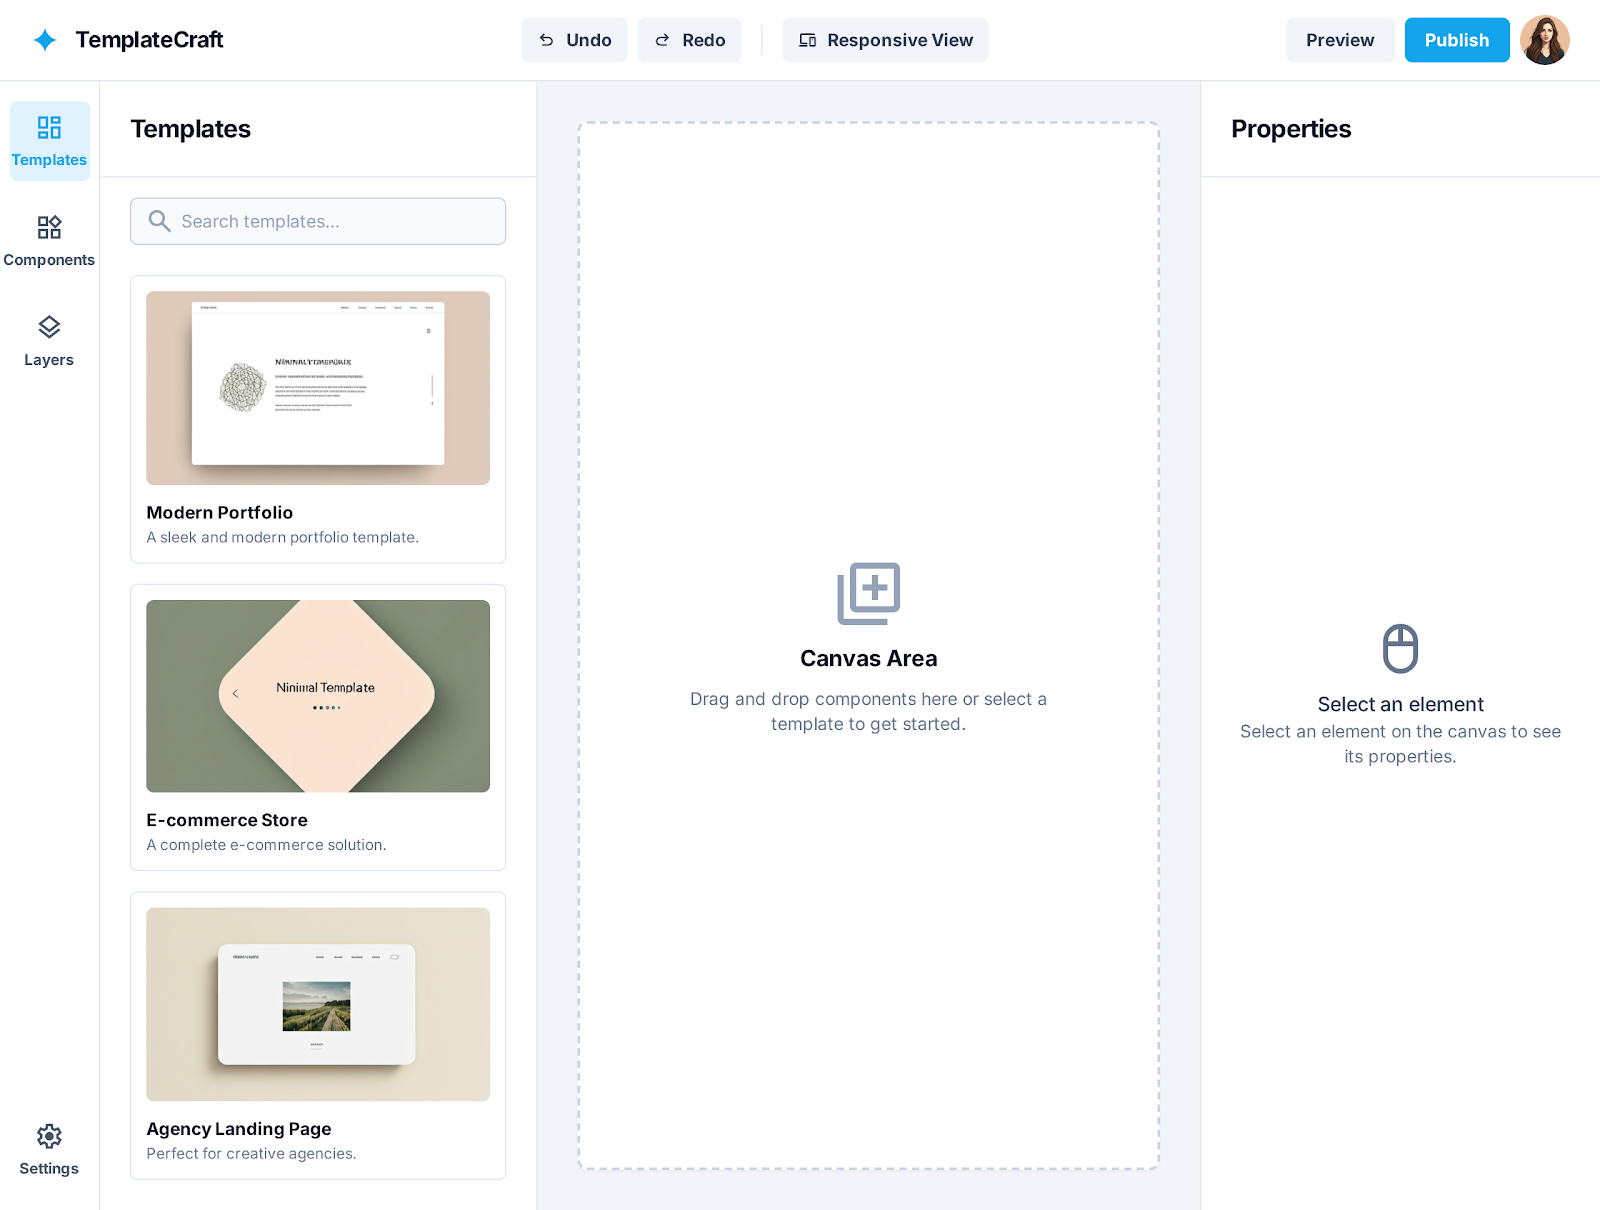 TemplateCraft
Undo
Redo
Responsive View
Preview
Publish
Templates
Components
Layers
Settings
Templates
Search templates...
Modern Portfolio
A sleek and modern portfolio template.
Ninimal Template
E-commerce Store
A complete e-commerce solution.
Agency Landing Page
Perfect for creative agencies.
Canvas Area
Drag and drop components here or select a
template to get started.
Properties
Select an element
Select an element on the canvas to see
its properties.